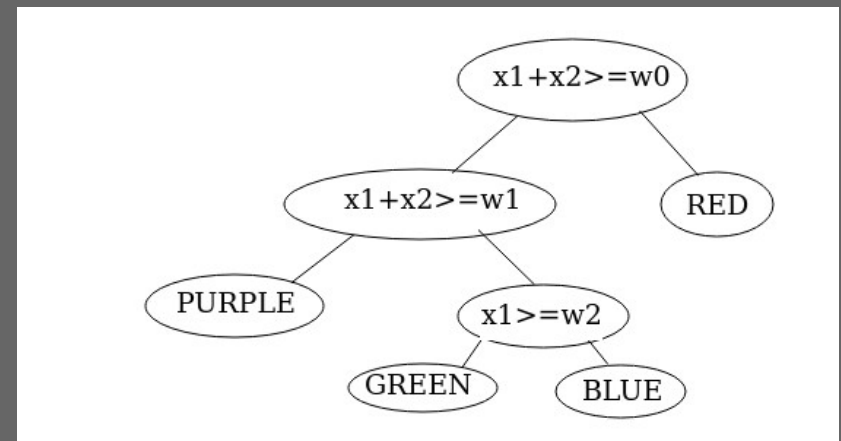 x1+x2>=w0
x1+x2>=w1
RED
PURPLE
x1>=w2
GREEN
BLUE